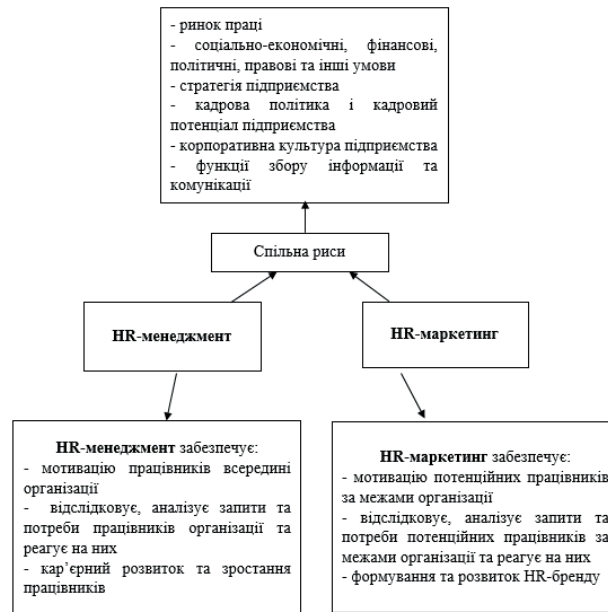 - ринок праці
- соціально-економічні, фінансові,
політичні, правові та інші умови
- стратегія підприємства
- кадрова політика і кадровий
потенціал підприємства
- корпоративна культура підприємства
- функції збору інформації та
комунікації
Спільна риси
HR-менеджмент
HR-маркетинг
HR-менеджмент забезпечує:
- мотивацію працівників всередині
організації
- відслідковує, аналізує запити та
потреби працівників організації та
реагує на них
- кар’єрний розвиток та зростання
працівників
HR-маркетинг забезпечує:
- мотивацію потенційних працівників
за межами організації
- відслідковує, аналізує запити та
потреби потенційних працівників за
межами організації та реагує на них
- формування та розвиток HR-бренду